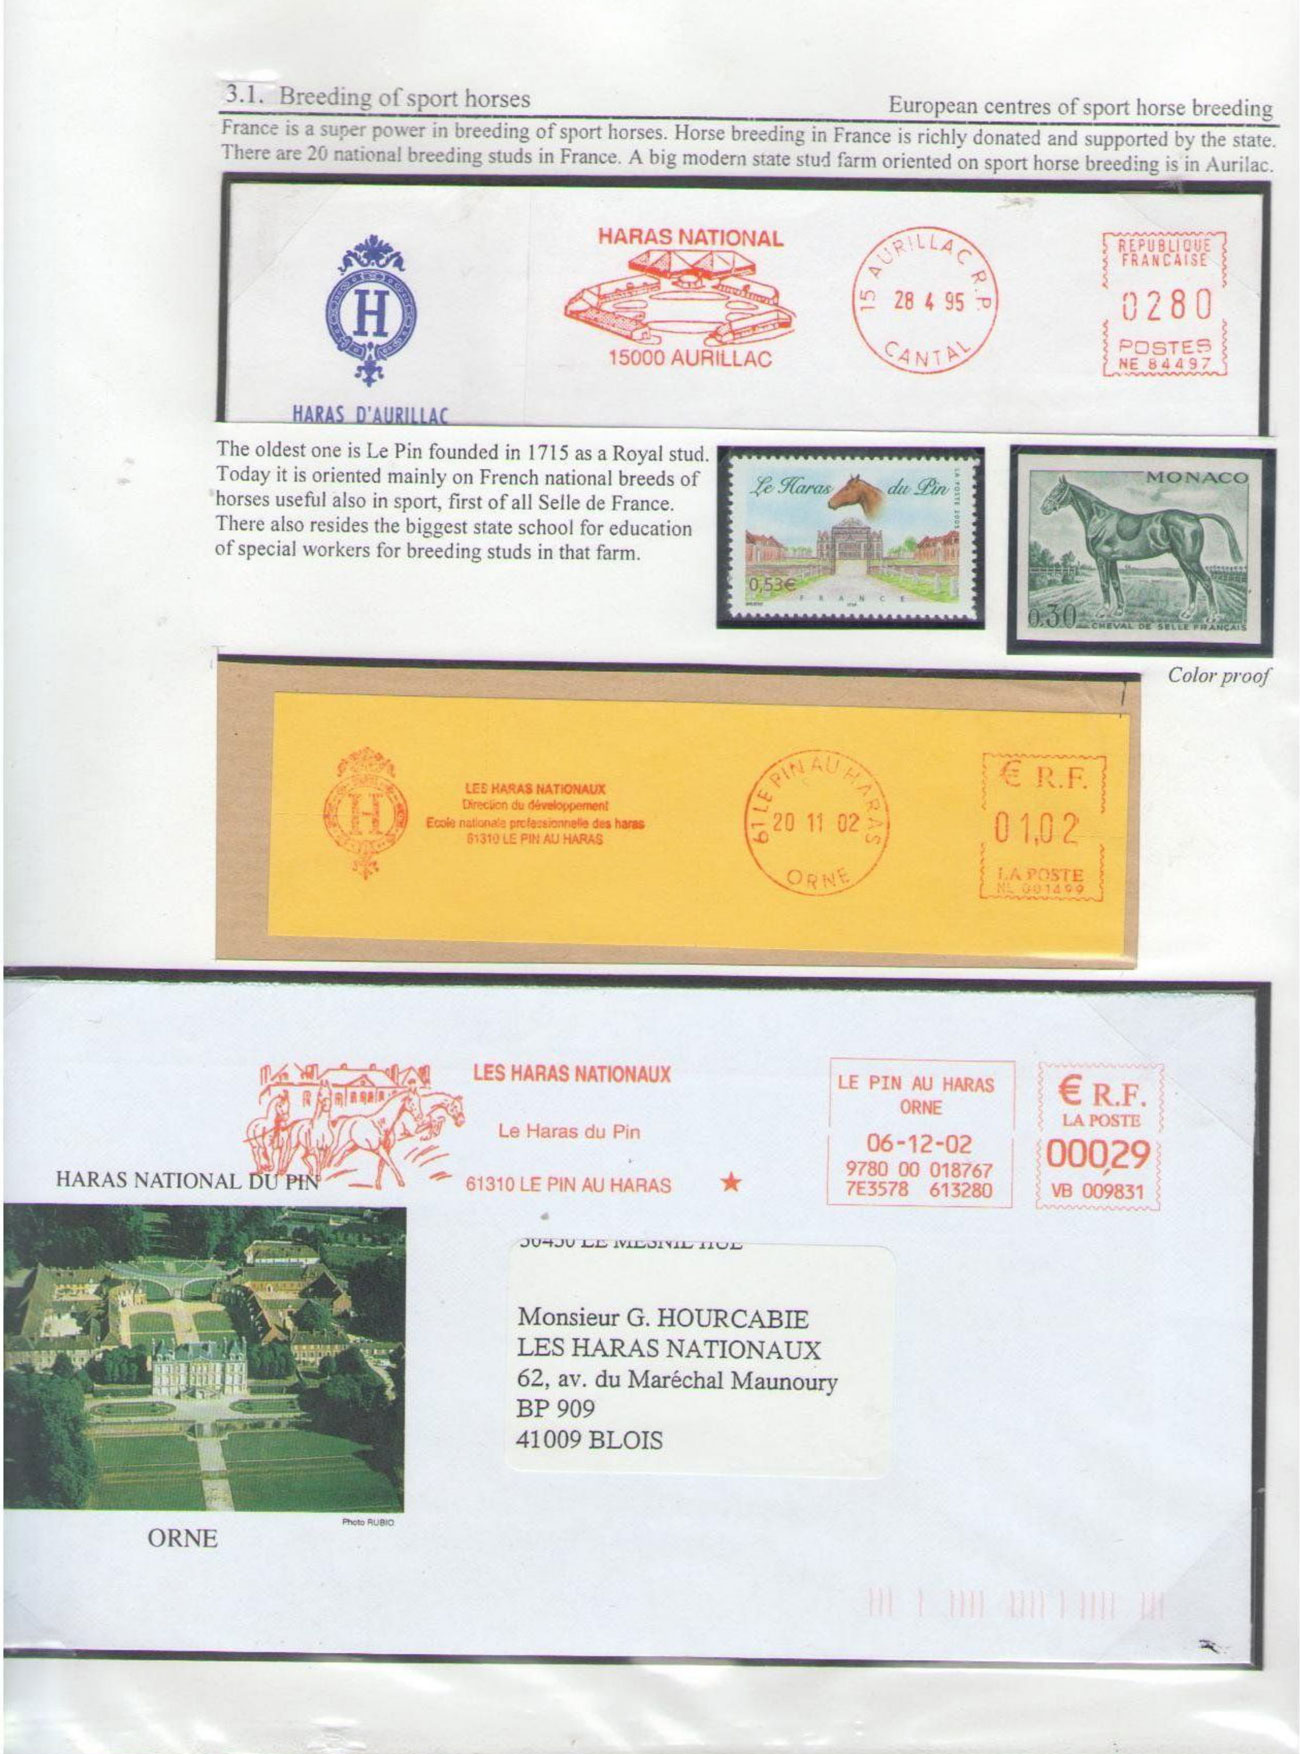 3.1. Breeding of sport horses
European centres of sport horse breeding
France is a super power in breeding of sport horses. Horse breeding in France is richly donated and supported by the state.
There are 20 national breeding studs in France. A big modern state stud farm oriented on sport horse breeding is in Aurilac.
H
HARAS D'AURILLAC
HARAS NATIONAL
15000 AURILLAC
15 AURILLAC R.P.
28 4 95
CANTAL
REPUBLIQUE
FRANCAISE
0280
POSTES
NE 84497
The oldest one is Le Pin founded in 1715 as a Royal stud.
Today it is oriented mainly on French national breeds of
horses useful also in sport, first of all Selle de France.
There also resides the biggest state school for education
of special workers for breeding studs in that farm.
Le Haras du Pin
LA POSTE 2005
0,53€
FRANCE
MONACO
0.30
CHEVAL DE SELLE FRANÇAIS
Color proof
H
LES HARAS NATIONAUX
Direction du développement
Ecole nationale professionnelle des haras
61310 LE PIN AU HARAS
61 LE PIN AU HARAS
20 11 02
ORNE
€ R.F.
01,02
LA POSTE
NL 001499
LES HARAS NATIONAUX
Le Haras du Pin
61310 LE PIN AU HARAS
LE PIN AU HARAS
ORNE
06-12-02
9780 00 018767
7E3578 613280
€ R.F.
LA POSTE
000,29
VB 009831
HARAS NATIONAL DU PIN
Photo RUBIO
ORNE
50450 LE MESNIL HUE
Monsieur G. HOURCABIE
LES HARAS NATIONAUX
62, av. du Maréchal Maunoury
BP 909
41009 BLOIS